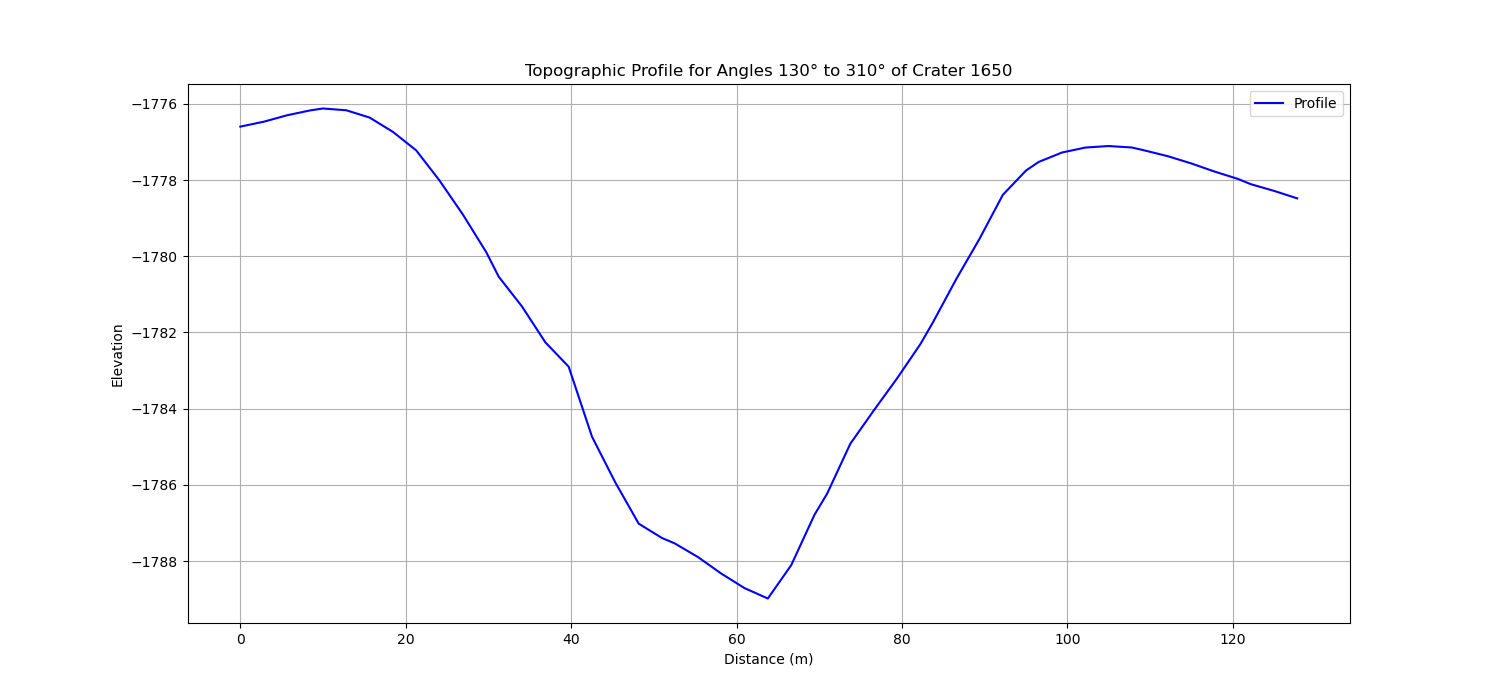 Topographic Profile for Angles 130° to 310° of Crater 1650
Profile
−1776
−1778
−1780
−1782
−1784
−1786
−1788
Elevation
0 20 40 60 80 100 120
Distance (m)